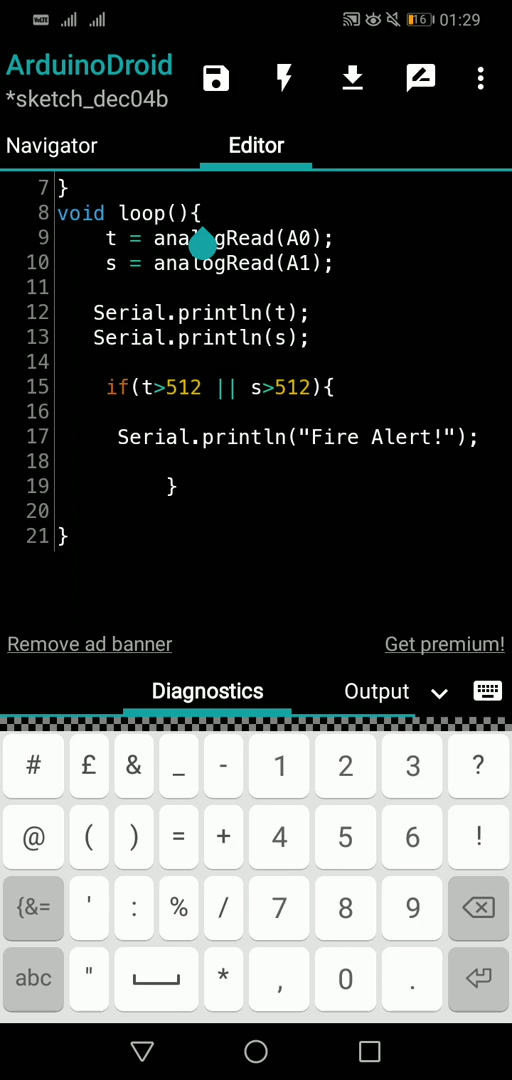 VoLTE 16 01:29
ArduinoDroid
*sketch_dec04b
Navigator Editor
7 }
8 void loop(){
9 t = analogRead(A0);
10 s = analogRead(A1);
11
12 Serial.println(t);
13 Serial.println(s);
14
15 if(t>512 || s>512){
16
17 Serial.println("Fire Alert!");
18
19 }
20
21 }
Remove ad banner Get premium!
Diagnostics Output
# £ & _ - 1 2 3 ?
@ ( ) = + 4 5 6 !
{&= ' : % / 7 8 9
abc " * , 0 .